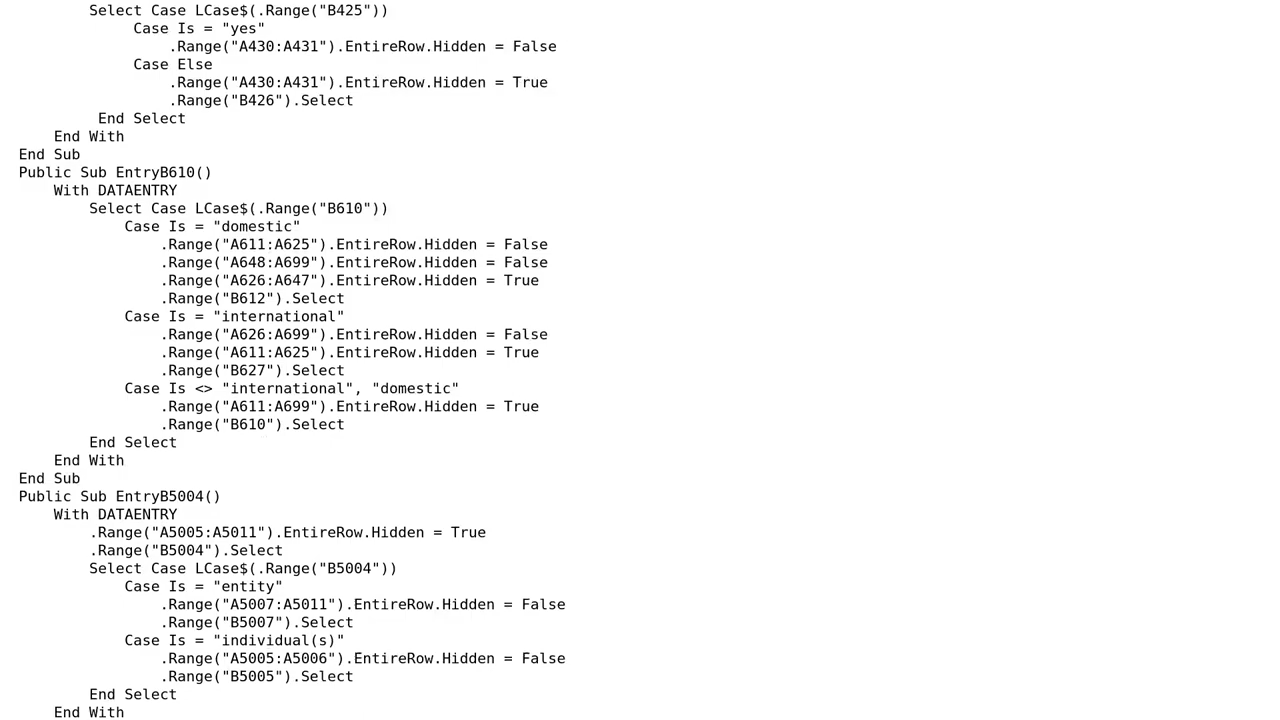 Select Case LCase$(.Range("B425"))
             Case Is = "yes"
                 .Range("A430:A431").EntireRow.Hidden = False
             Case Else
                 .Range("A430:A431").EntireRow.Hidden = True
                 .Range("B426").Select
         End Select
    End With
End Sub
Public Sub EntryB610()
    With DATAENTRY
        Select Case LCase$(.Range("B610"))
            Case Is = "domestic"
                .Range("A611:A625").EntireRow.Hidden = False
                .Range("A648:A699").EntireRow.Hidden = False
                .Range("A626:A647").EntireRow.Hidden = True
                .Range("B612").Select
            Case Is = "international"
                .Range("A626:A699").EntireRow.Hidden = False
                .Range("A611:A625").EntireRow.Hidden = True
                .Range("B627").Select
            Case Is <> "international", "domestic"
                .Range("A611:A699").EntireRow.Hidden = True
                .Range("B610").Select
        End Select
    End With
End Sub
Public Sub EntryB5004()
    With DATAENTRY
        .Range("A5005:A5011").EntireRow.Hidden = True
        .Range("B5004").Select
        Select Case LCase$(.Range("B5004"))
            Case Is = "entity"
                .Range("A5007:A5011").EntireRow.Hidden = False
                .Range("B5007").Select
            Case Is = "individual(s)"
                .Range("A5005:A5006").EntireRow.Hidden = False
                .Range("B5005").Select
        End Select
    End With